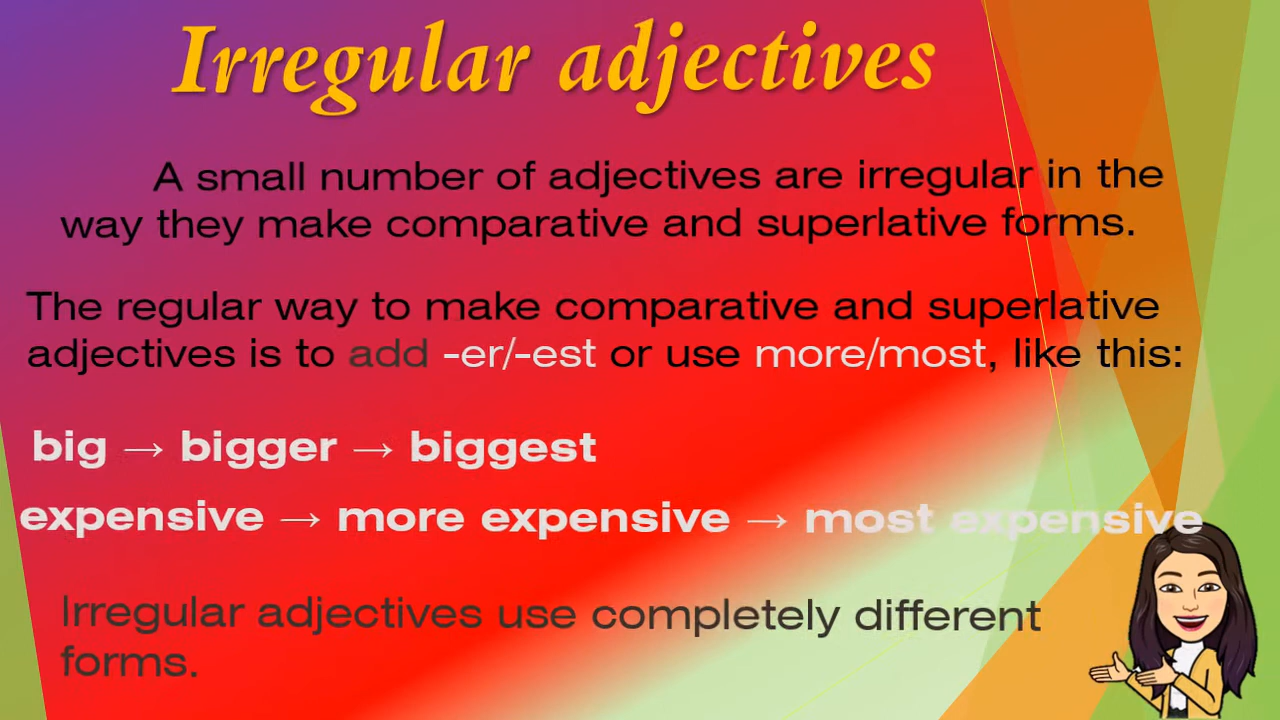 Irregular adjectives
A small number of adjectives are irregular in the
way they make comparative and superlative forms.
The regular way to make comparative and superlative
adjectives is to add -er/-est or use more/most, like this:
big → bigger → biggest
expensive → more expensive → most expensive
Irregular adjectives use completely different
forms.